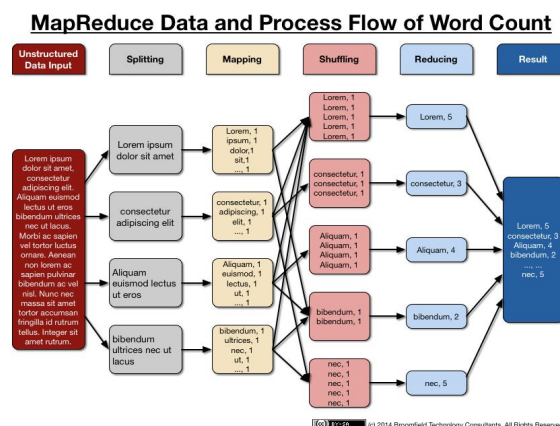 MapReduce Data and Process Flow of Word Count
Unstructured
Data Input
Splitting
Mapping
Shuffling
Reducing
Result
Lorem ipsum
dolor sit amet,
consectetur
adipiscing elit.
Aliquam euismod
lectus ut eros
bibendum ultrices
nec ut lacus.
Morbi ac sapien
vel tortor luctus
ornare. Aenean
non lorem ac
sapien pulvinar
bibendum ac vel
nisl. Nunc nec
massa sit amet
tortor accumsan
fringilla id rutrum
tellus. Integer sit
amet rutrum.
Lorem ipsum
dolor sit amet
consectetur
adipiscing elit
Aliquam
euismod lectus
ut eros
bibendum
ultrices nec ut
lacus
Lorem, 1
ipsum, 1
dolor,1
sit,1
..., 1
consectetur, 1
adipiscing, 1
elit, 1
...., 1
Aliquam, 1
euismod, 1
lectus, 1
ut, 1
..., 1
bibendum, 1
ultrices, 1
nec, 1
ut, 1
...., 1
Lorem, 1
Lorem, 1
Lorem, 1
Lorem, 1
Lorem, 1
consectetur, 1
consectetur, 1
consectetur, 1
Aliquam, 1
Aliquam, 1
Aliquam, 1
Aliquam, 1
bibendum, 1
bibendum, 1
nec, 1
nec, 1
nec, 1
nec, 1
nec, 1
Lorem, 5
consectetur, 3
Aliquam, 4
bibendum, 2
nec, 5
Lorem, 5
consectetur, 3
Aliquam, 4
bibendum, 2
..., ...
nec, 5
(cc) BY-SA (c) 2014 Broomfield Technology Consultants. All Rights Reserve